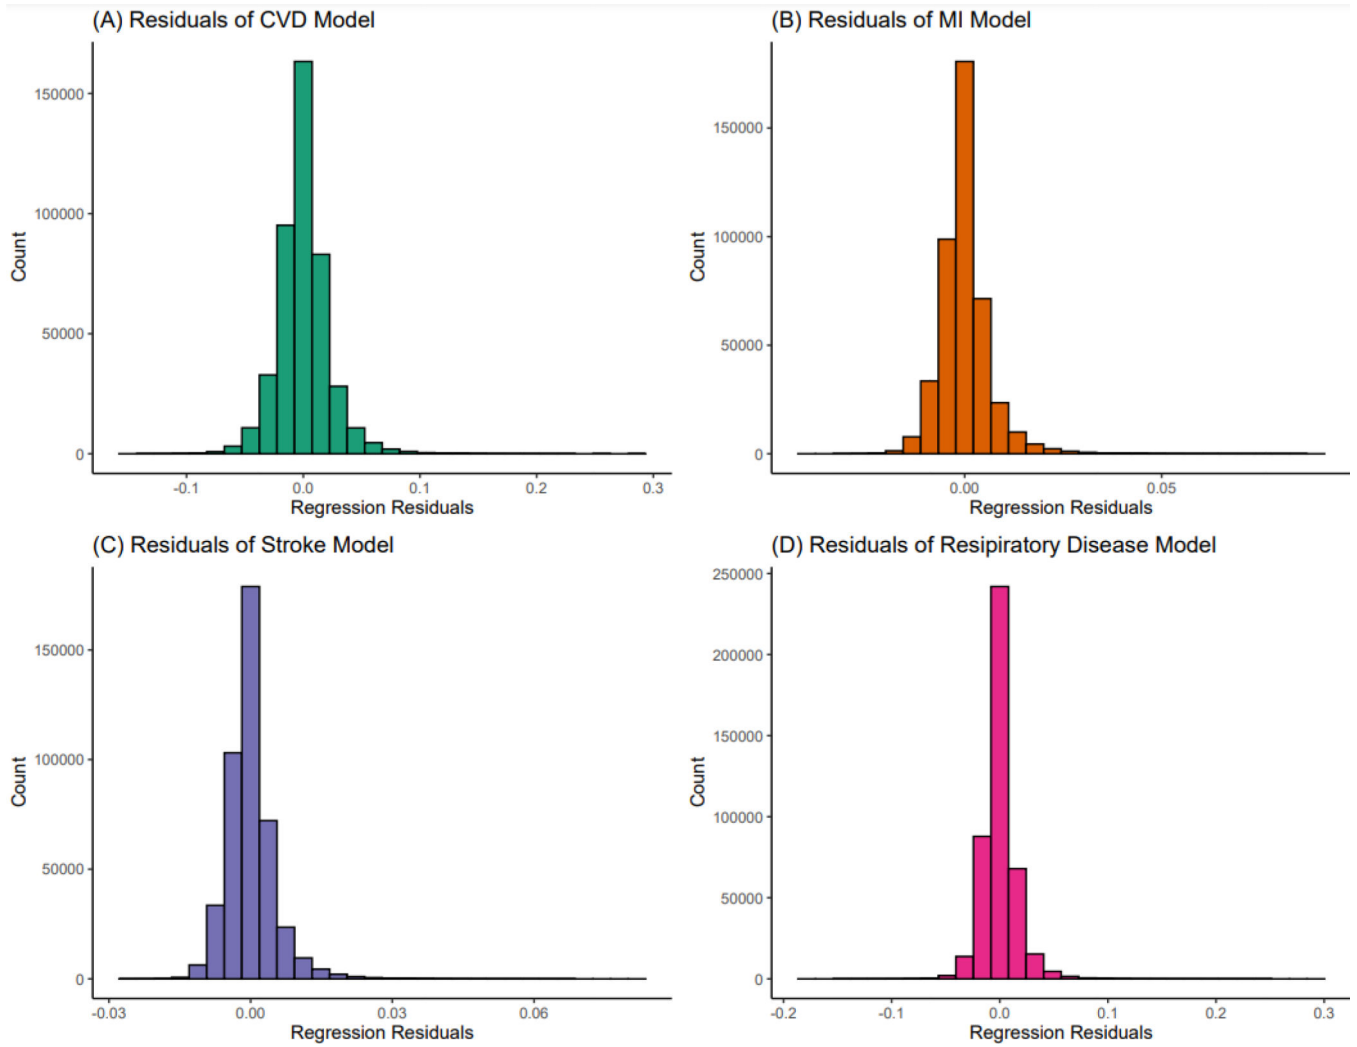 (A) Residuals of CVD Model
150000
100000
50000
0
Count
-0.1 0.0 0.1 0.2 0.3
Regression Residuals
(B) Residuals of MI Model
150000
100000
50000
0
Count
0.00 0.05
Regression Residuals
(C) Residuals of Stroke Model
150000
100000
50000
0
Count
-0.03 0.00 0.03 0.06
Regression Residuals
(D) Residuals of Resipiratory Disease Model
250000
200000
150000
100000
50000
0
Count
-0.2 -0.1 0.0 0.1 0.2 0.3
Regression Residuals